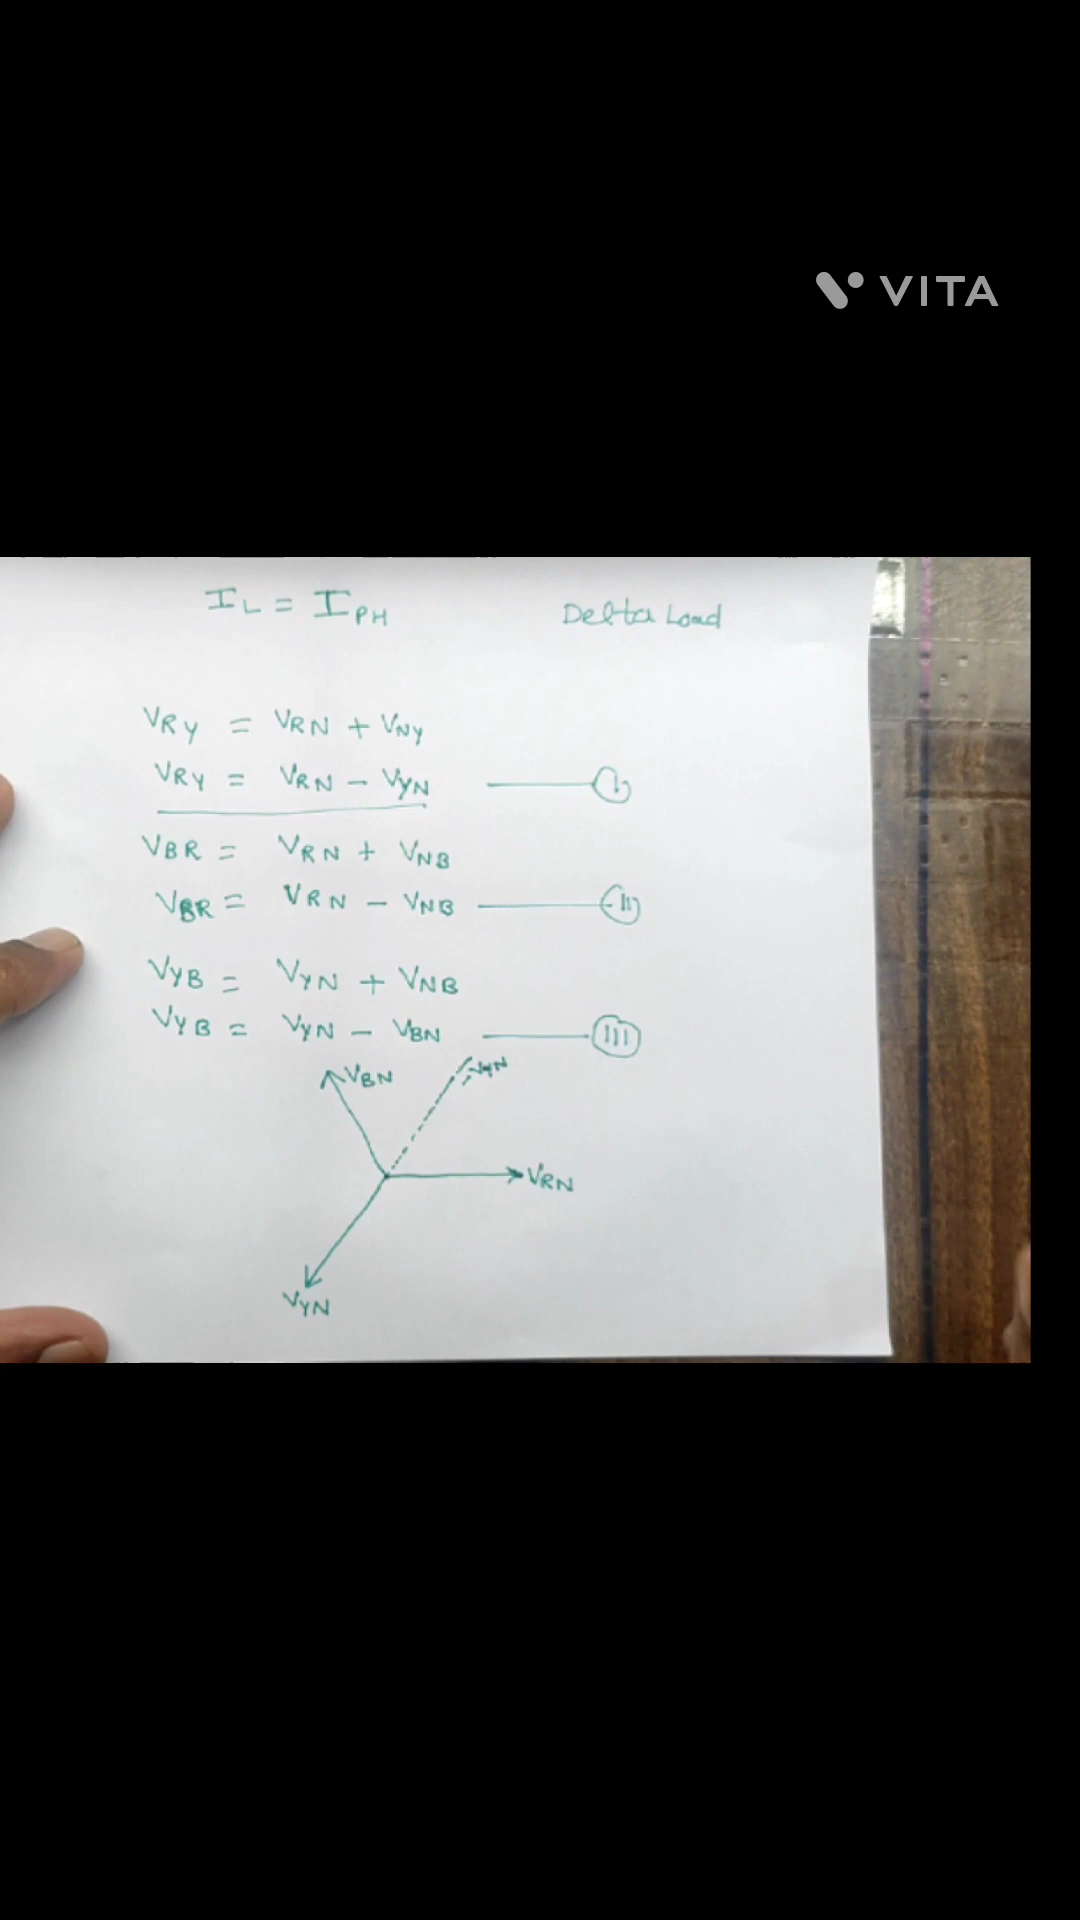 VITA
IL = IPH
Delta Load
VRY = VRN + VNY
VRY = VRN - VYN I
VBR = VRN + VNB
VBR = VRN - VNB II
VYB = VYN + VNB
VYB = VYN - VBN III
VBN
-VYN
VRN
VYN